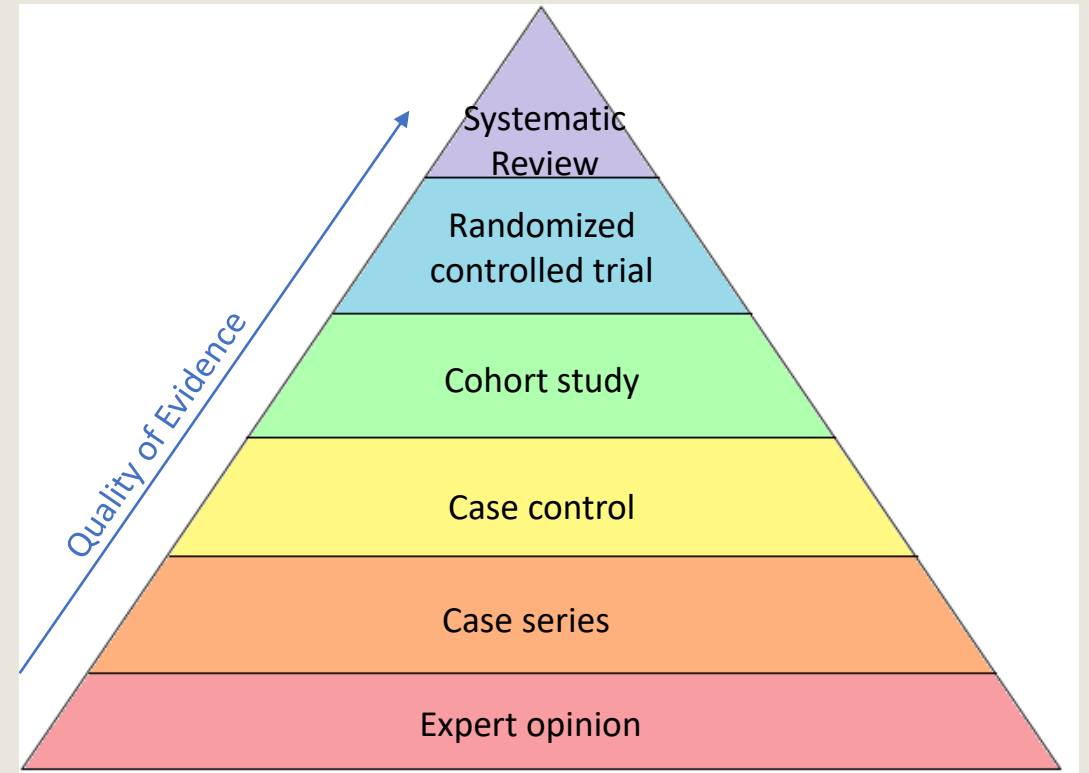 Systematic
Review
Randomized
controlled trial
Cohort study
Quality of Evidence
Case control
Case series
Expert opinion